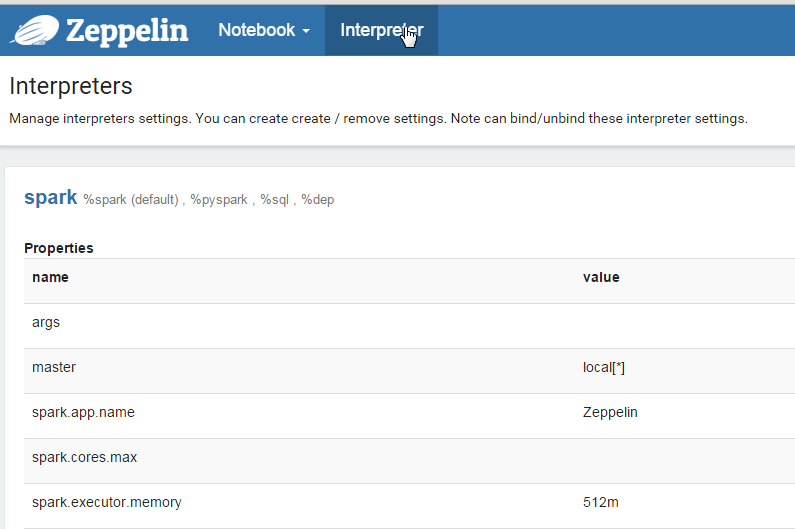 Zeppelin Notebook Interpreter
Interpreters
Manage interpreters settings. You can create create / remove settings. Note can bind/unbind these interpreter settings.
spark %spark (default) , %pyspark , %sql , %dep
Properties
name value
args
master local[*]
spark.app.name Zeppelin
spark.cores.max
spark.executor.memory 512m